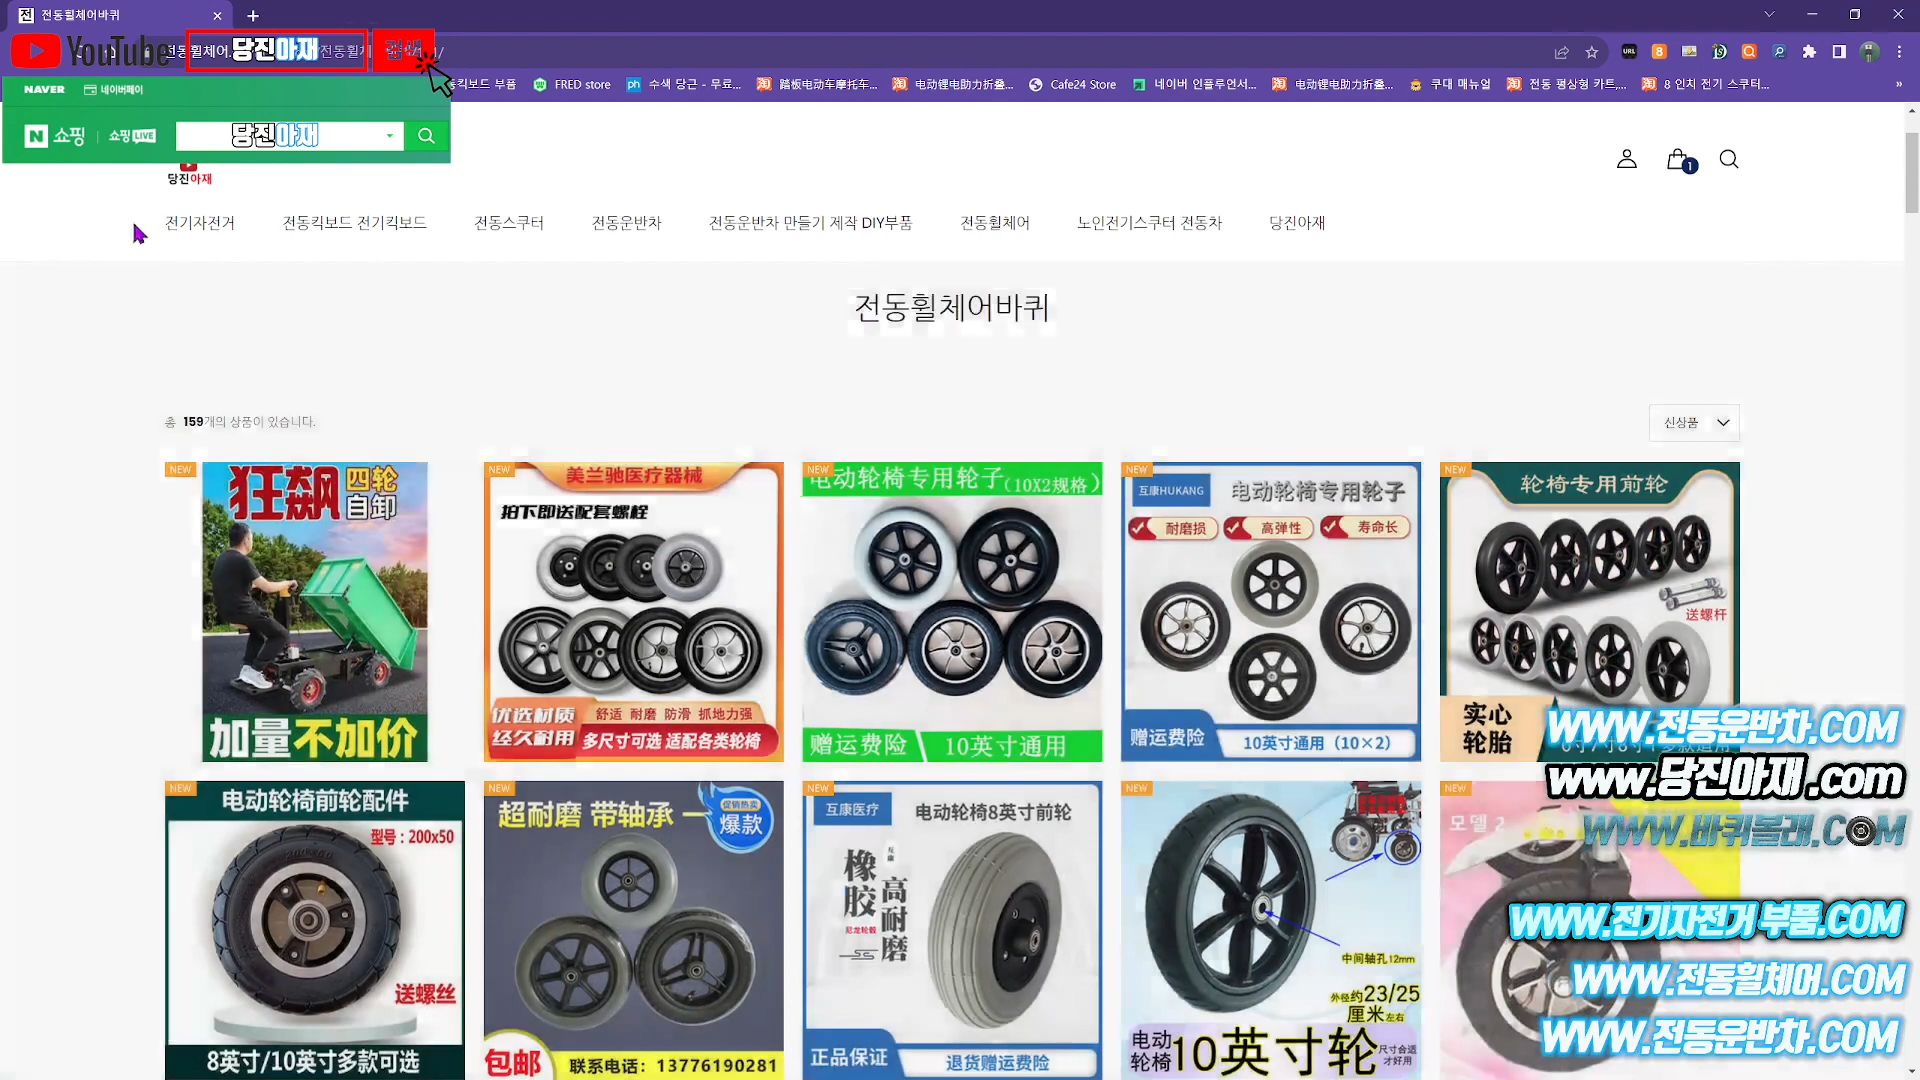 전동휠체어바퀴
YouTube
당진아재
검색
전동휠체어.
킥보드 부품
FRED store
수색 당근 - 무료...
踏板电动车摩托车...
电动锂电助力折叠...
Cafe24 Store
네이버 인플루언서...
电动锂电助力折叠...
쿠대 매뉴얼
전동 평상형 카트,...
8 인치 전기 스쿠터...
NAVER 네이버페이
N 쇼핑 쇼핑LIVE 당진아재
당진아재
1
전기자전거
전동킥보드 전기킥보드
전동스쿠터
전동운반차
전동운반차 만들기 제작 DIY부품
전동휠체어
노인전기스쿠터 전동차
당진아재
전동휠체어바퀴
총 159개의 상품이 있습니다.
신상품
NEW
狂飙 四轮
自卸
加量不加价
NEW
美兰驰医疗器械
拍下即送配套螺栓
优选材质
经久耐用
舒适 耐磨 防滑 抓地力强
多尺寸可选 适配各类轮椅
NEW
电动轮椅专用轮子(10X2规格)
赠运费险 10英寸通用
NEW
互康HUKANG
电动轮椅专用轮子
耐磨损 高弹性 寿命长
赠运费险 10英寸通用（10×2）
NEW
轮椅专用前轮
送螺杆
实心
轮胎
NEW
电动轮椅前轮配件
型号：200x50
200x50
送螺丝
8英寸/10英寸多款可选
NEW
超耐磨 带轴承
促销热卖
爆款
包邮
联系电话：13776190281
NEW
互康医疗
电动轮椅8英寸前轮
互康
橡胶
高耐磨
尼龙轮毂
正品保证 退货赠运费险
NEW
中间轴孔12mm
外径约23/25
厘米左右
电动
轮椅
10英寸轮
尺寸合适
才好用
NEW
모델 2
WWW.전동운반차.COM
www.당진아재.com
WWW.바퀴볼래.COM
WWW.전기자전거 부품.COM
WWW.전동휠체어.COM
WWW.전동운반차.COM